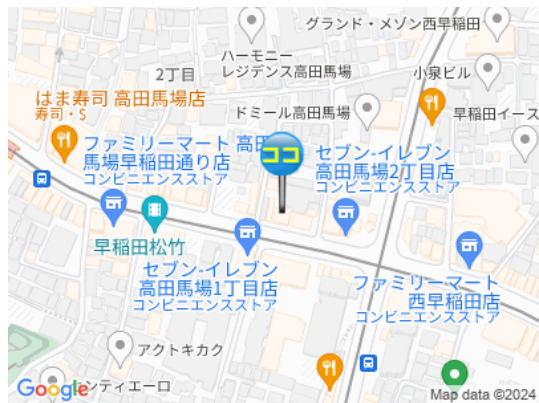 グランド・メゾン西早稲田
ハーモニー
レジデンス高田馬場
小泉ビル
2丁目
はま寿司 高田馬場店
寿司・$
ドミール高田馬場
早稲田イース
ファミリーマート 高田
馬場早稲田通り店
コンビニエンスストア
ココ
セブン-イレブン
高田馬場2丁目店
コンビニエンスストア
早稲田松竹
セブン-イレブン
高田馬場1丁目店
コンビニエンスストア
ファミリーマート
西早稲田店
コンビニエンスストア
アクトキカク
Google
ンティエーロ
Map data ©2024